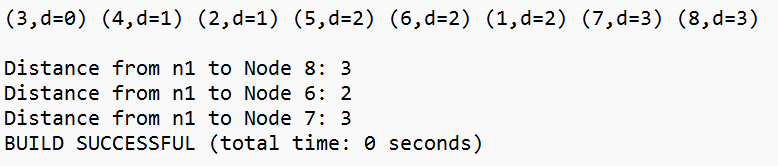 (3,d=0) (4,d=1) (2,d=1) (5,d=2) (6,d=2) (1,d=2) (7,d=3) (8,d=3)
Distance from n1 to Node 8: 3
Distance from n1 to Node 6: 2
Distance from n1 to Node 7: 3
BUILD SUCCESSFUL (total time: 0 seconds)